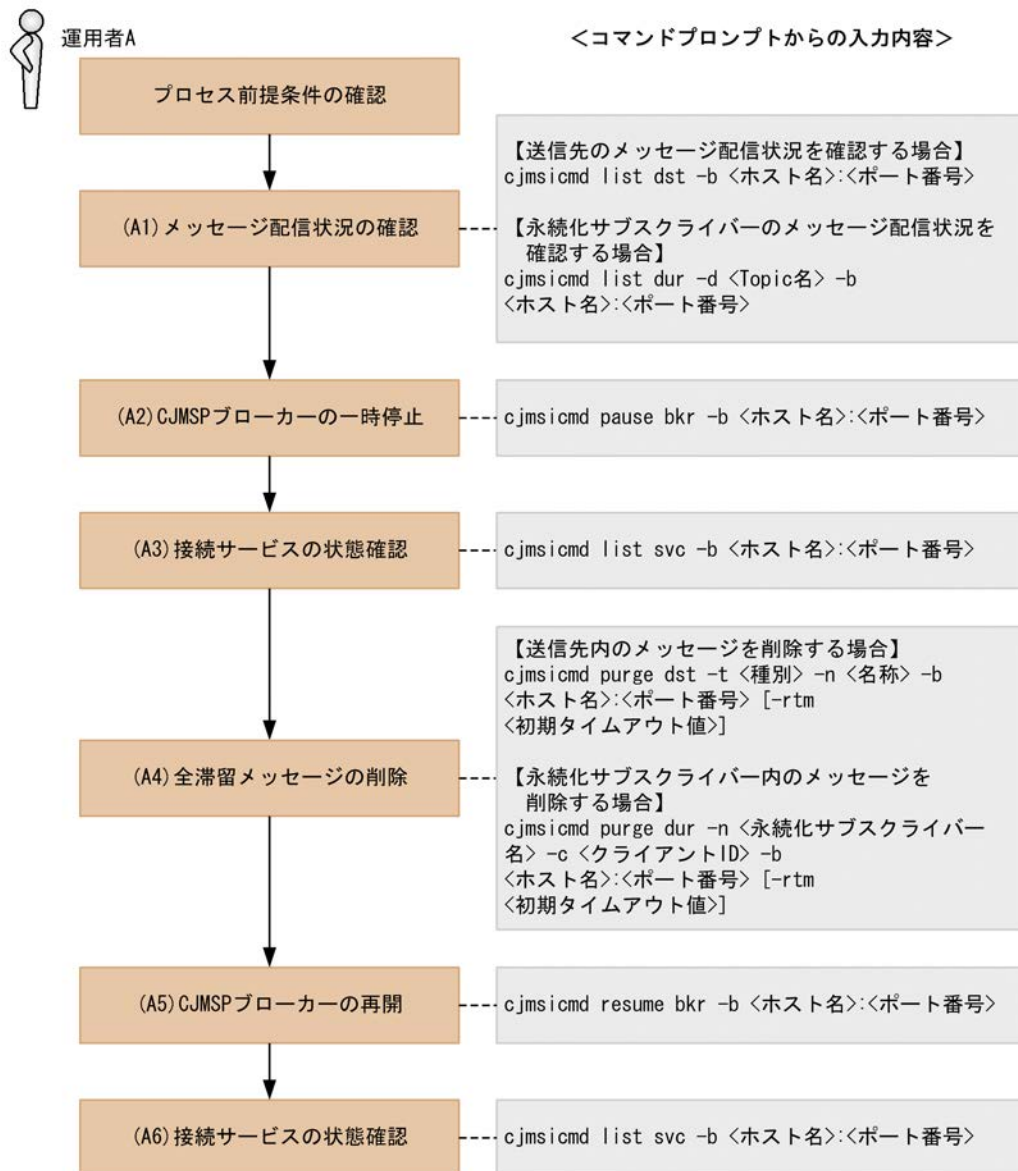 運用者A
<コマンドプロンプトからの入力内容>
プロセス前提条件の確認
(A1)メッセージ配信状況の確認
【送信先のメッセージ配信状況を確認する場合】
cjmsicmd list dst -b <ホスト名>:<ポート番号>
【永続化サブスクライバーのメッセージ配信状況を
確認する場合】
cjmsicmd list dur -d <Topic名> -b
<ホスト名>:<ポート番号>
(A2)CJMSPブローカーの一時停止
cjmsicmd pause bkr -b <ホスト名>:<ポート番号>
(A3)接続サービスの状態確認
cjmsicmd list svc -b <ホスト名>:<ポート番号>
(A4)全滞留メッセージの削除
【送信先内のメッセージを削除する場合】
cjmsicmd purge dst -t <種別> -n <名称> -b
<ホスト名>:<ポート番号> [-rtm
<初期タイムアウト値>]
【永続化サブスクライバー内のメッセージを
削除する場合】
cjmsicmd purge dur -n <永続化サブスクライバー
名> -c <クライアントID> -b
<ホスト名>:<ポート番号> [-rtm
<初期タイムアウト値>]
(A5)CJMSPブローカーの再開
cjmsicmd resume bkr -b <ホスト名>:<ポート番号>
(A6)接続サービスの状態確認
cjmsicmd list svc -b <ホスト名>:<ポート番号>